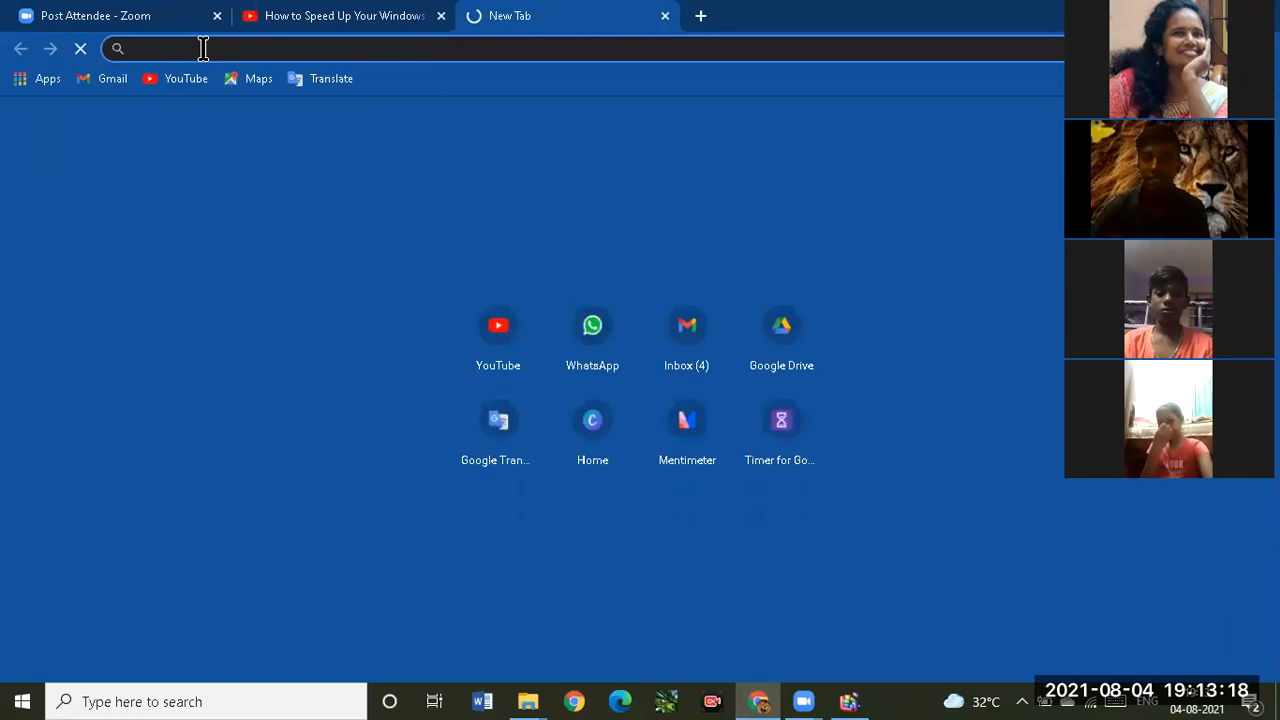 Post Attendee - Zoom
How to Speed Up Your Windows
New Tab
Apps
Gmail
YouTube
Maps
Translate
YouTube
WhatsApp
Inbox (4)
Google Drive
Google Tran...
Home
Mentimeter
Timer for Go...
Type here to search
32°C
ENG
2021-08-04 19:13:18
04-08-2021
2